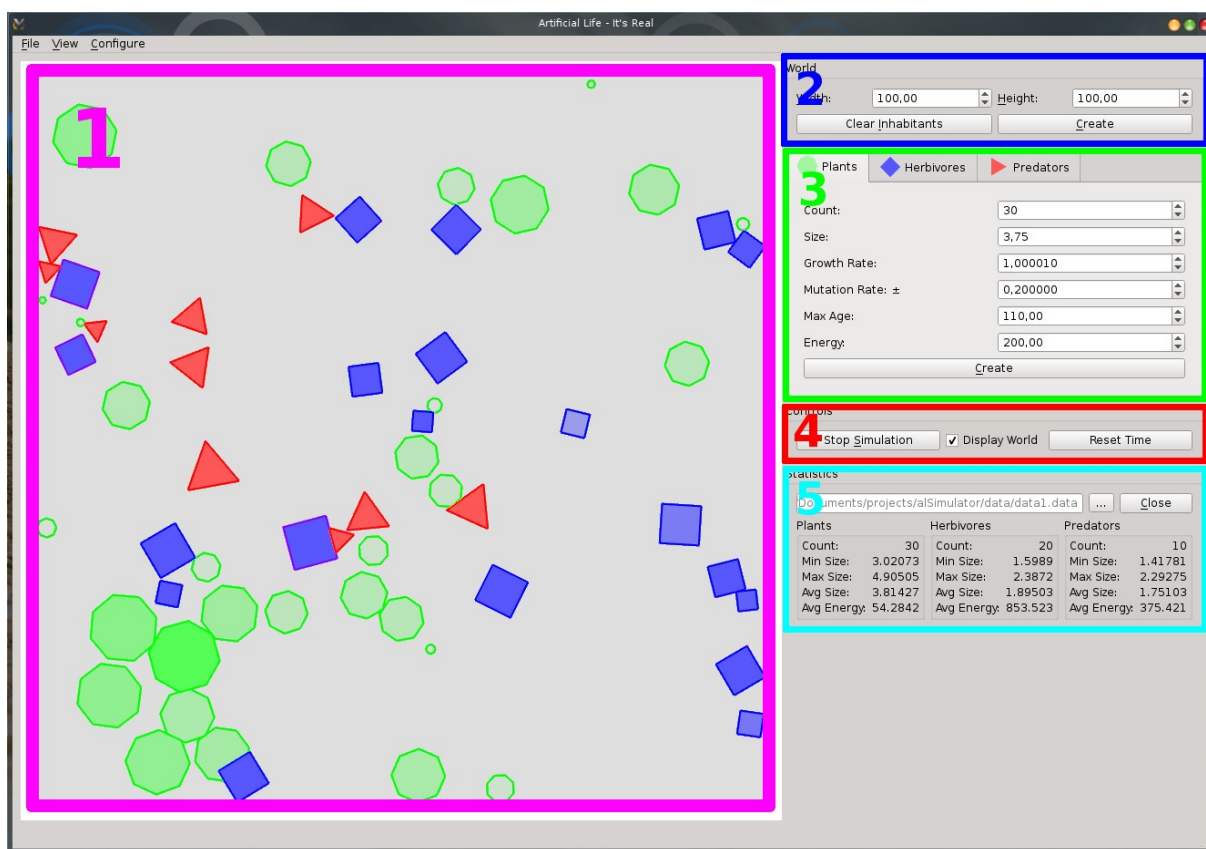 Artificial Life - It's Real
File View Configure
1
World
2
Width: 100,00 Height: 100,00
Clear Inhabitants Create
3
Plants Herbivores Predators
Count: 30
Size: 3,75
Growth Rate: 1,000010
Mutation Rate: ± 0,200000
Max Age: 110,00
Energy: 200,00
Create
Controls
4
Stop Simulation Display World Reset Time
Statistics
5
Documents/projects/alSimulator/data/data1.data ... Close
Plants Herbivores Predators
Count: 30 Count: 20 Count: 10
Min Size: 3.02073 Min Size: 1.5989 Min Size: 1.41781
Max Size: 4.90505 Max Size: 2.3872 Max Size: 2.29275
Avg Size: 3.81427 Avg Size: 1.89503 Avg Size: 1.75103
Avg Energy: 54.2842 Avg Energy: 853.523 Avg Energy: 375.421